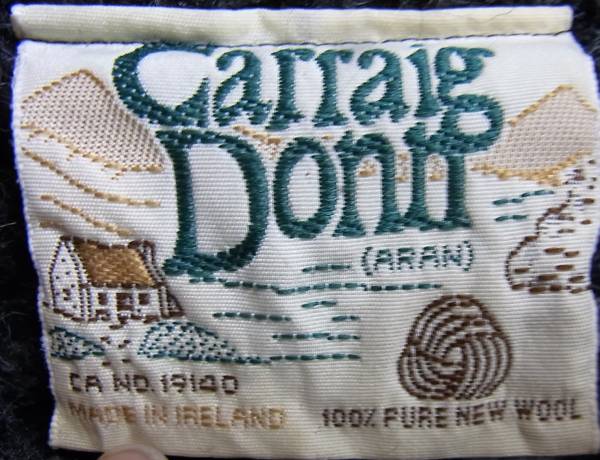 Carraig
Donn
(ARAN)
CA NO. 19140
MADE IN IRELAND
100% PURE NEW WOOL